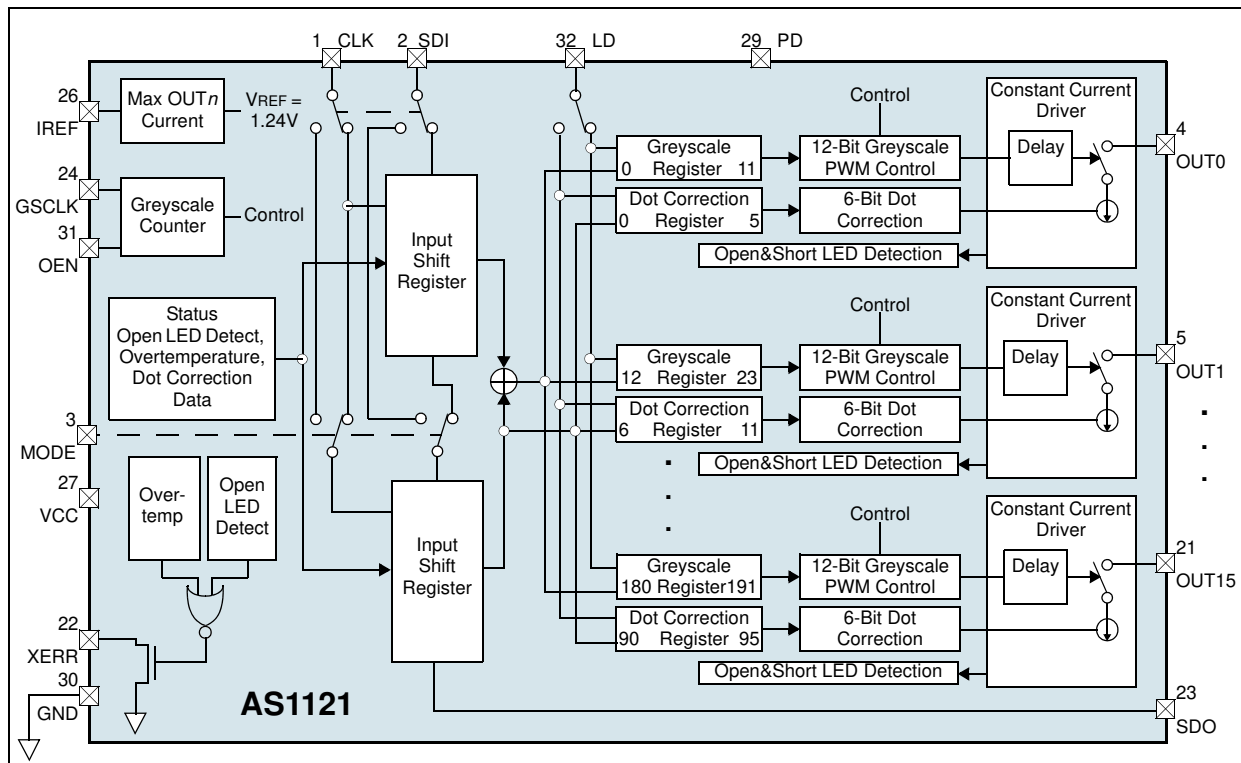 1 CLK
2 SDI
32 LD
29 PD
26
IREF
Max OUTn
Current
VREF =
1.24V
24
GSCLK
31
OEN
Greyscale
Counter
Control
Status
Open LED Detect,
Overtemperature,
Dot Correction
Data
3
MODE
27
VCC
Over-
temp
Open
LED
Detect
22
XERR
30
GND
AS1121
Input
Shift
Register
Input
Shift
Register
Greyscale
0 Register 11
Dot Correction
0 Register 5
Control
12-Bit Greyscale
PWM Control
6-Bit Dot
Correction
Open&Short LED Detection
Constant Current
Driver
Delay
4
OUT0
Greyscale
12 Register 23
Dot Correction
6 Register 11
Control
12-Bit Greyscale
PWM Control
6-Bit Dot
Correction
Open&Short LED Detection
Constant Current
Driver
Delay
5
OUT1
Greyscale
180 Register191
Dot Correction
90 Register 95
Control
12-Bit Greyscale
PWM Control
6-Bit Dot
Correction
Open&Short LED Detection
Constant Current
Driver
Delay
21
OUT15
23
SDO